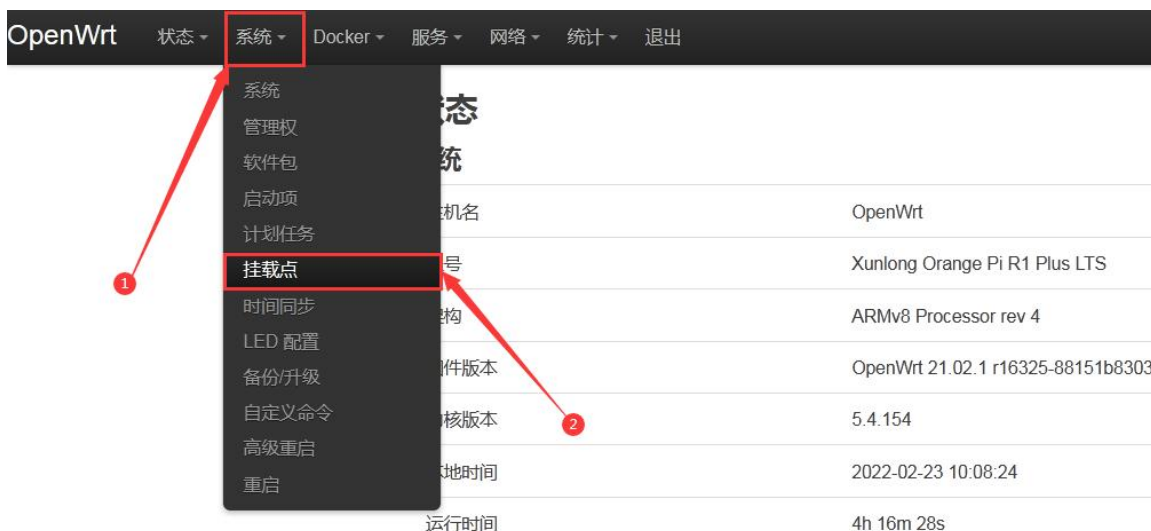 OpenWrt 状态 系统 Docker 服务 网络 统计 退出
系统
管理权
软件包
启动项
计划任务
挂载点
时间同步
LED 配置
备份/升级
自定义命令
高级重启
重启
态
统
机名 OpenWrt
号 Xunlong Orange Pi R1 Plus LTS
构 ARMv8 Processor rev 4
件版本 OpenWrt 21.02.1 r16325-88151b8303
核版本 5.4.154
地时间 2022-02-23 10:08:24
运行时间 4h 16m 28s
1
2